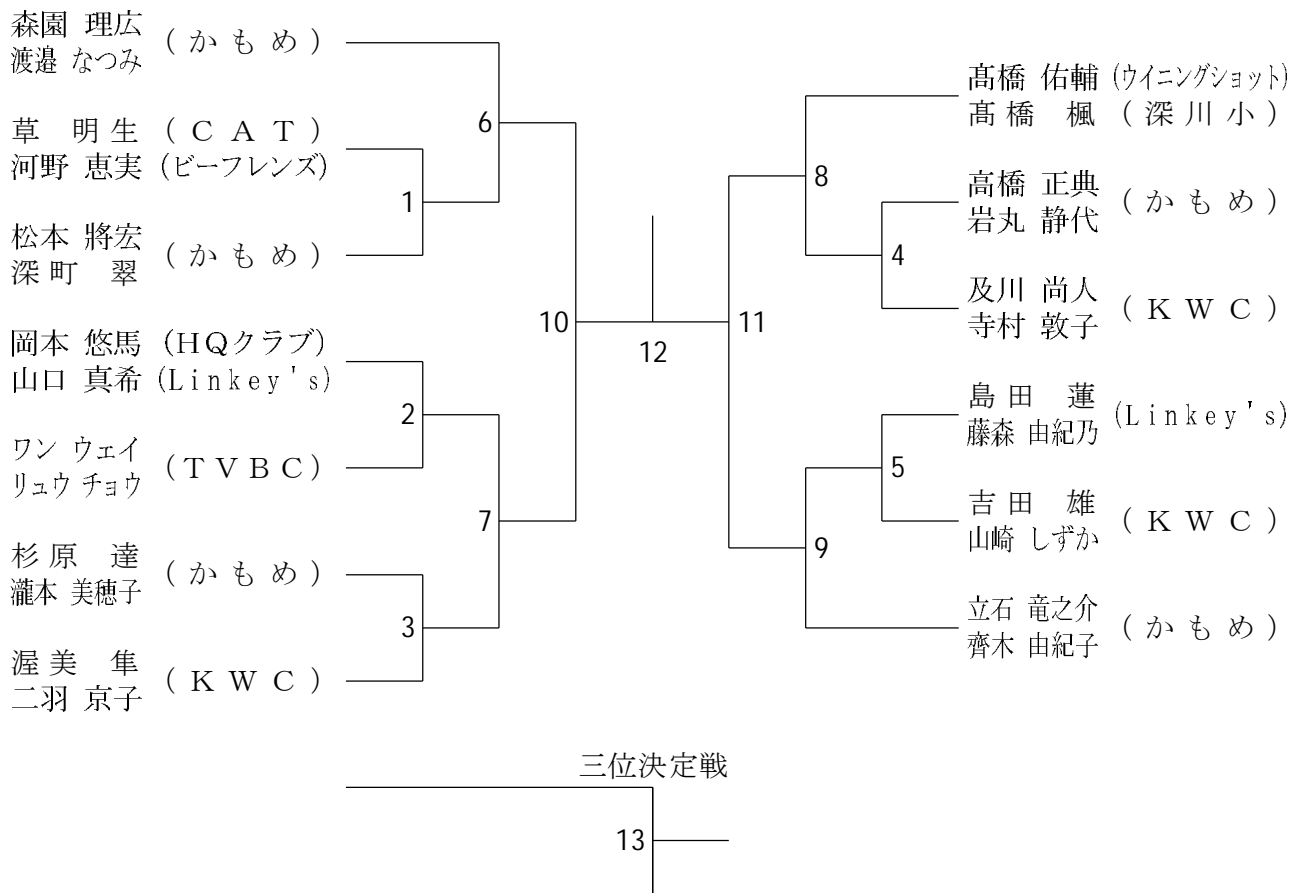 森園 理広
渡邉 なつみ
(かもめ)
草 明生 (CAT)
河野 恵実 (ビーフレンズ)
松本 將宏
深町 翠
(かもめ)
岡本 悠馬 (HQクラブ)
山口 真希 (Linkey's)
ワン ウェイ
リュウ チョウ
(TVBC)
杉原 達
瀧本 美穂子
(かもめ)
渥美 隼
二羽 京子
(KWC)
6
1
2
7
3
10
12
11
8
4
5
9
髙橋 佑輔 (ウイニングショット)
髙橋 楓 (深川小)
高橋 正典
岩丸 静代
(かもめ)
及川 尚人
寺村 敦子
(KWC)
島田 蓮
藤森 由紀乃
(Linkey's)
吉田 雄
山崎 しずか
(KWC)
立石 竜之介
齊木 由紀子
(かもめ)
三位決定戦
13